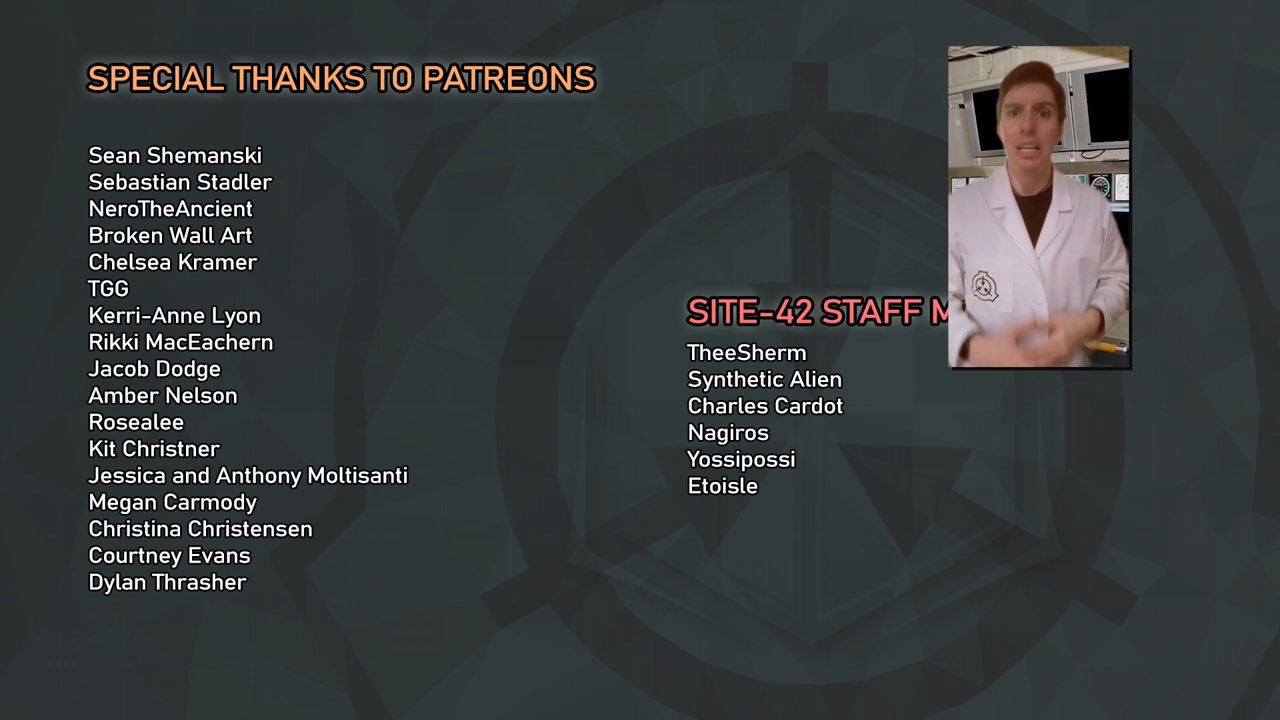 SPECIAL THANKS TO PATREONS
Sean Shemanski
Sebastian Stadler
NeroTheAncient
Broken Wall Art
Chelsea Kramer
TGG
Kerri-Anne Lyon
Rikki MacEachern
Jacob Dodge
Amber Nelson
Rosealee
Kit Christner
Jessica and Anthony Moltisanti
Megan Carmody
Christina Christensen
Courtney Evans
Dylan Thrasher
SITE-42 STAFF M
TheeSherm
Synthetic Alien
Charles Cardot
Nagiros
Yossipossi
Etoisle